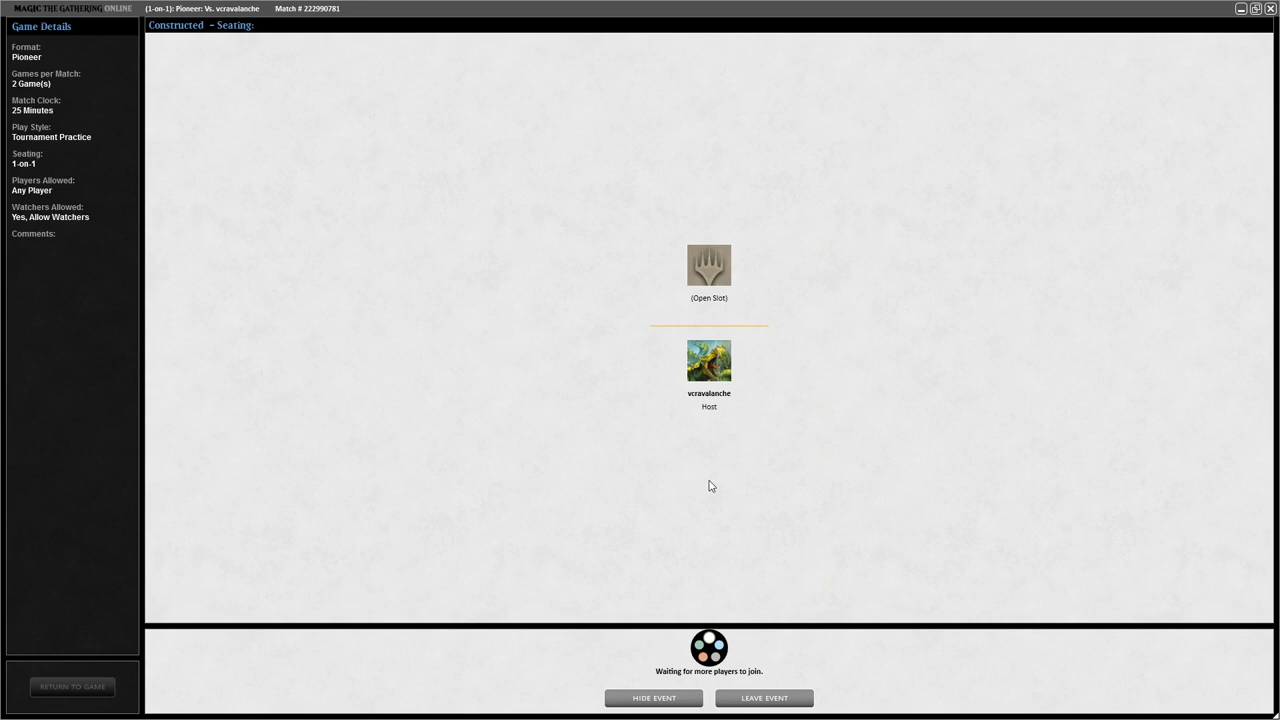 MAGIC THE GATHERING ONLINE (1-on-1): Pioneer: Vs. vcravalanche Match # 222990781
Game Details
Format:
Pioneer
Games per Match:
2 Game(s)
Match Clock:
25 Minutes
Play Style:
Tournament Practice
Seating:
1-on-1
Players Allowed:
Any Player
Watchers Allowed:
Yes, Allow Watchers
Comments:
RETURN TO GAME
Constructed - Seating:
(Open Slot)
vcravalanche
Host
Waiting for more players to join.
HIDE EVENT LEAVE EVENT